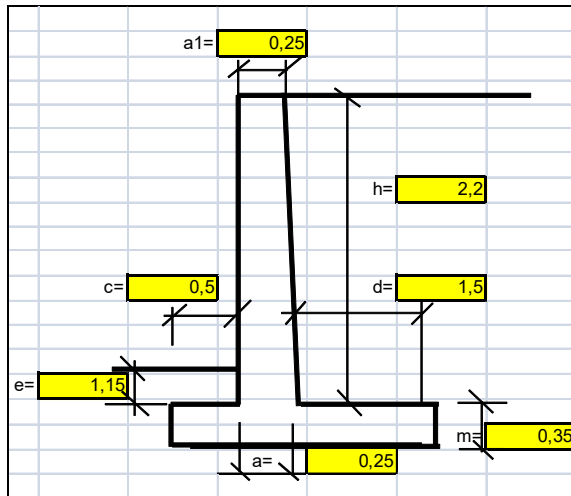 a1= 0,25
h= 2,2
c= 0,5 d= 1,5
e= 1,15
m= 0,35
a= 0,25